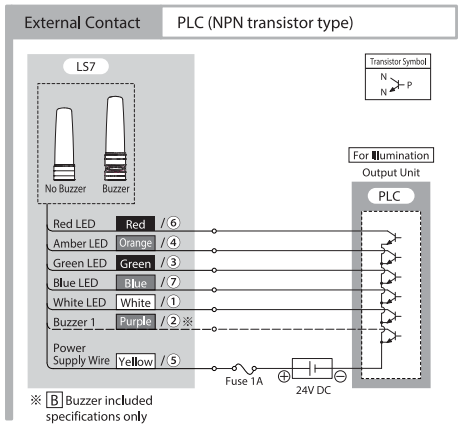 External Contact PLC (NPN transistor type)
LS7
Transistor Symbol
N
P
N
No Buzzer Buzzer
For Illumination
Output Unit
PLC
Red LED Red /⑥
Amber LED Orange /④
Green LED Green /③
Blue LED Blue /⑦
White LED White /①
Buzzer 1 Purple /② ※
Power
Supply Wire Yellow /⑤
Fuse 1A
⊕ ⊖
24V DC
※ B Buzzer included
specifications only